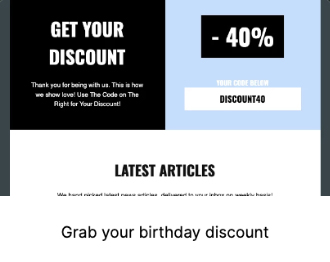 GET YOUR
DISCOUNT
Thank you for being with us. This is how
we show love! Use The Code on The
Right for Your Discount!
- 40%
YOUR CODE BELOW
DISCOUNT40
LATEST ARTICLES
We hand picked latest news articles, delivered to your inbox on weekly basis!
Grab your birthday discount